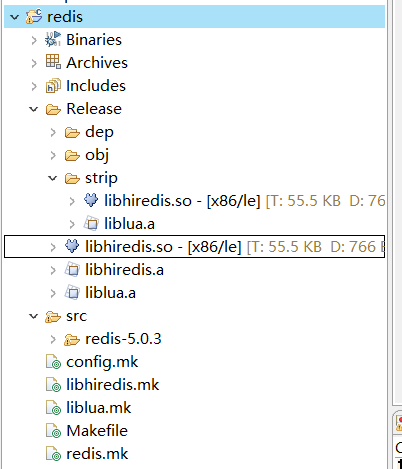 redis
Binaries
Archives
Includes
Release
dep
obj
strip
libhiredis.so - [x86/le] [T: 55.5 KB D: 76
liblua.a
libhiredis.so - [x86/le] [T: 55.5 KB D: 766
libhiredis.a
liblua.a
src
redis-5.0.3
config.mk
libhiredis.mk
liblua.mk
Makefile
redis.mk